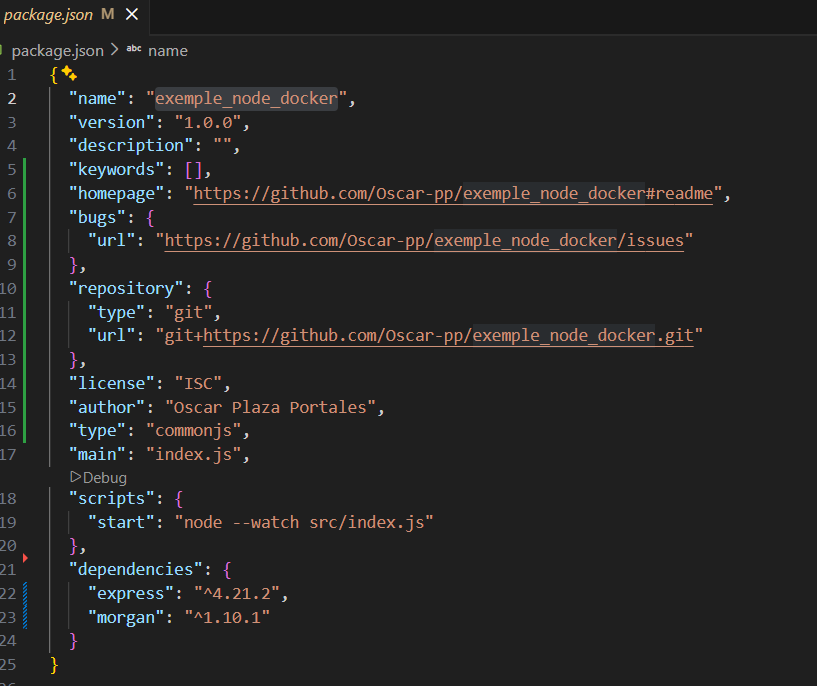 package.json M
package.json > abc name
1 {
2 "name": "exemple_node_docker",
3 "version": "1.0.0",
4 "description": "",
5 "keywords": [],
6 "homepage": "https://github.com/Oscar-pp/exemple_node_docker#readme",
7 "bugs": {
8 "url": "https://github.com/Oscar-pp/exemple_node_docker/issues"
9 },
10 "repository": {
11 "type": "git",
12 "url": "git+https://github.com/Oscar-pp/exemple_node_docker.git"
13 },
14 "license": "ISC",
15 "author": "Oscar Plaza Portales",
16 "type": "commonjs",
17 "main": "index.js",
Debug
18 "scripts": {
19 "start": "node --watch src/index.js"
20 },
21 "dependencies": {
22 "express": "^4.21.2",
23 "morgan": "^1.10.1"
24 }
25 }
26